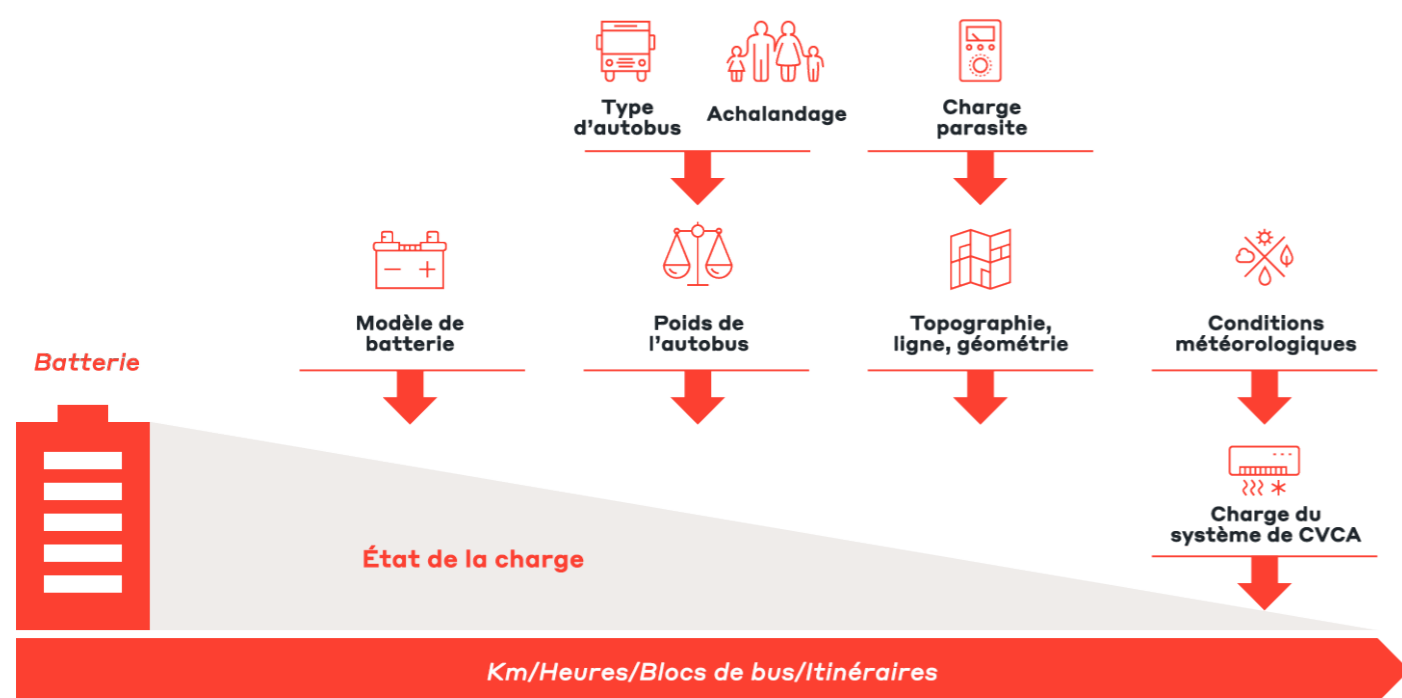 Type
d'autobus
Achalandage
Charge
parasite
Modèle de
batterie
Poids de
l'autobus
Topographie,
ligne, géométrie
Conditions
météorologiques
Batterie
Charge du
système de CVCA
État de la charge
Km/Heures/Blocs de bus/Itinéraires